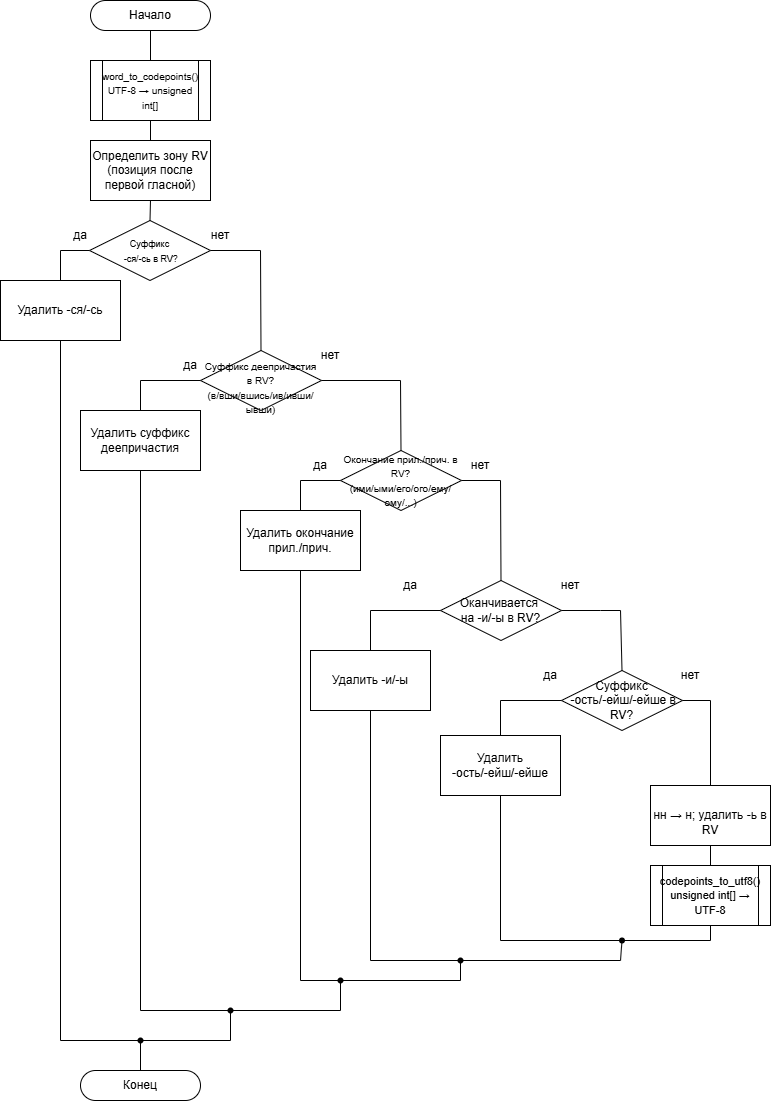 Начало
word_to_codepoints()
UTF-8 → unsigned
int[]
Определить зону RV
(позиция после
первой гласной)
да
нет
Суффикс
-ся/-сь в RV?
Удалить -ся/-сь
да
нет
Суффикс деепричастия
в RV?
(в/вши/вшись/ив/ивши/
ывши)
Удалить суффикс
деепричастия
да
нет
Окончание прил./прич. в
RV?
(ими/ыми/его/ого/ему/
ому/...)
Удалить окончание
прил./прич.
да
нет
Оканчивается
на -и/-ы в RV?
Удалить -и/-ы
да
нет
Суффикс
-ость/-ейш/-ейше в
RV?
Удалить
-ость/-ейш/-ейше
нн → н; удалить -ь в
RV
codepoints_to_utf8()
unsigned int[] →
UTF-8
Конец